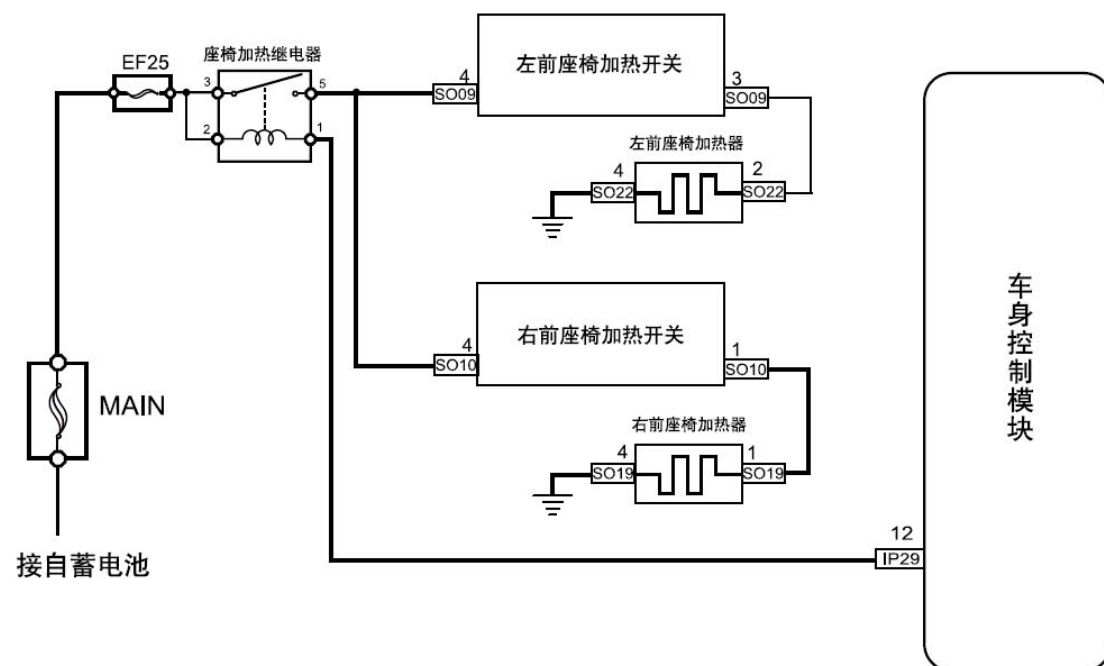 EF25
座椅加热继电器
3
5
2
1
4
SO09
左前座椅加热开关
3
SO09
左前座椅加热器
4
SO22
2
SO22
4
SO10
右前座椅加热开关
1
SO10
右前座椅加热器
4
SO19
1
SO19
MAIN
接自蓄电池
12
IP29
车身控制模块